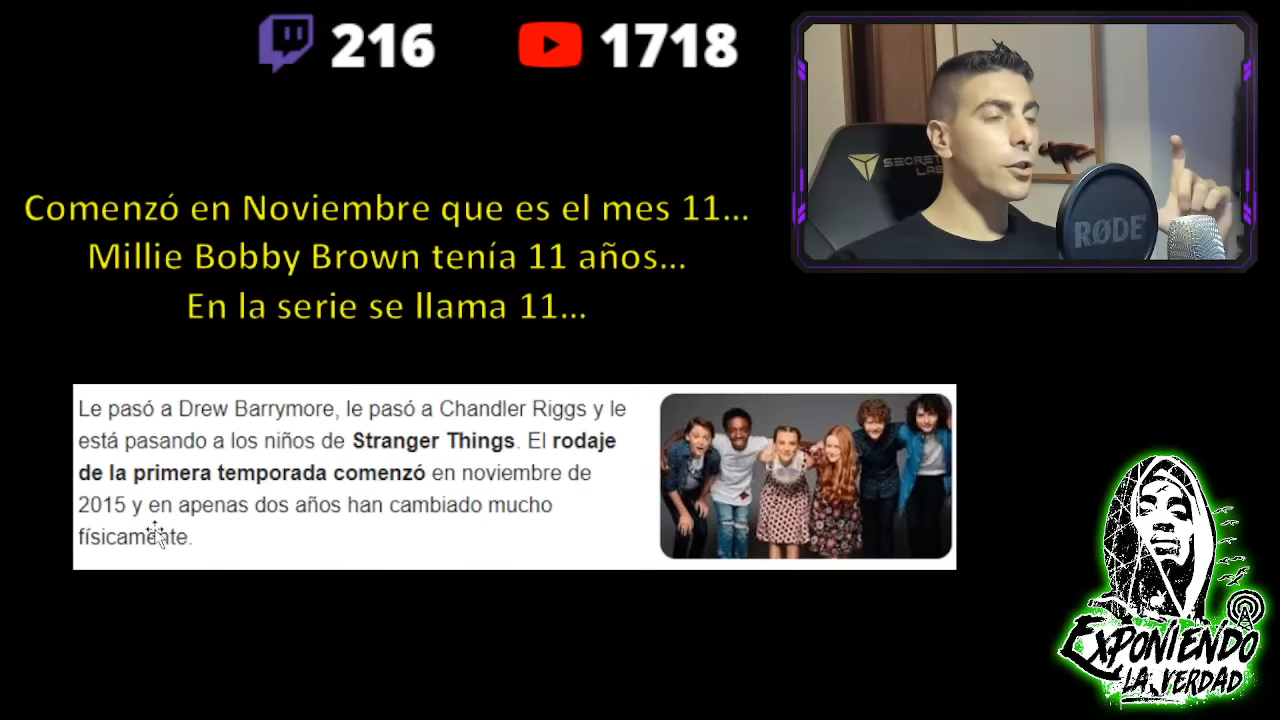 216 1718
SECRET
LAB
RØDE
Comenzó en Noviembre que es el mes 11...
Millie Bobby Brown tenía 11 años...
En la serie se llama 11...
Le pasó a Drew Barrymore, le pasó a Chandler Riggs y le
está pasando a los niños de Stranger Things. El rodaje
de la primera temporada comenzó en noviembre de
2015 y en apenas dos años han cambiado mucho
físicamente.
EXPONIENDO
LA VERDAD